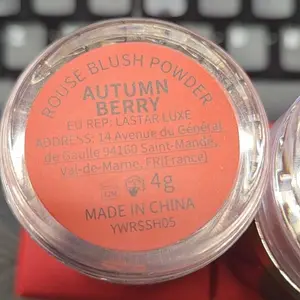 ROUSE BLUSH POWDER
AUTUMN
BERRY
EU REP: LASTAR LUXE
ADDRESS: 14 Avenue du Général
de Gaulle 94160 Saint-Mandé,
Val-de-Marne, FR(France)
4g
MADE IN CHINA
YWRSSH05